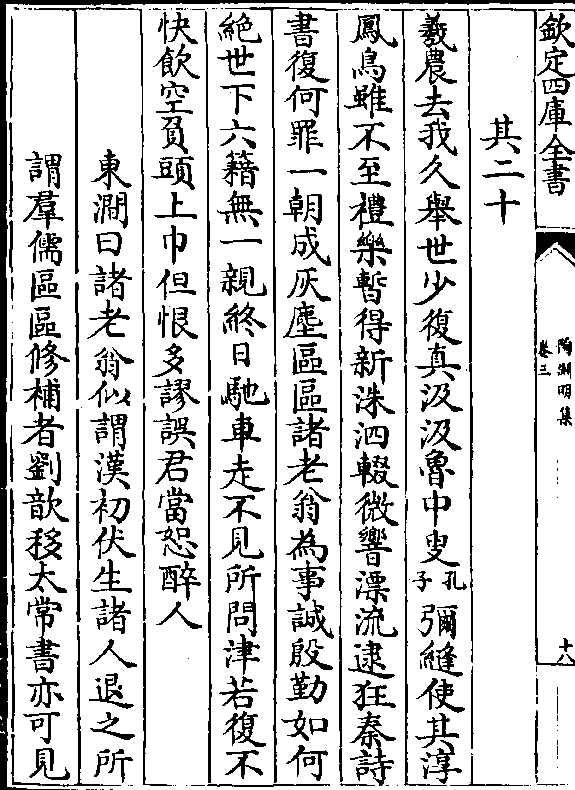 欽定四庫全書
陶淵明集
卷三
十八
其二十
羲農去我久舉世少復真汲汲魯中叟孔子彌縫使其淳
鳳鳥雖不至禮樂暫得新洙泗輟微響漂流逮狂秦詩
書復何罪一朝成灰塵區區諸老翁為事誠殷勤如何
絕世下六籍無一親終日馳車走不見所問津若復不
快飲空負頭上巾但恨多謬誤君當恕醉人
東澗曰諸老翁似謂漢初伏生諸人退之所
謂羣儒區區修補者劉歆移太常書亦可見